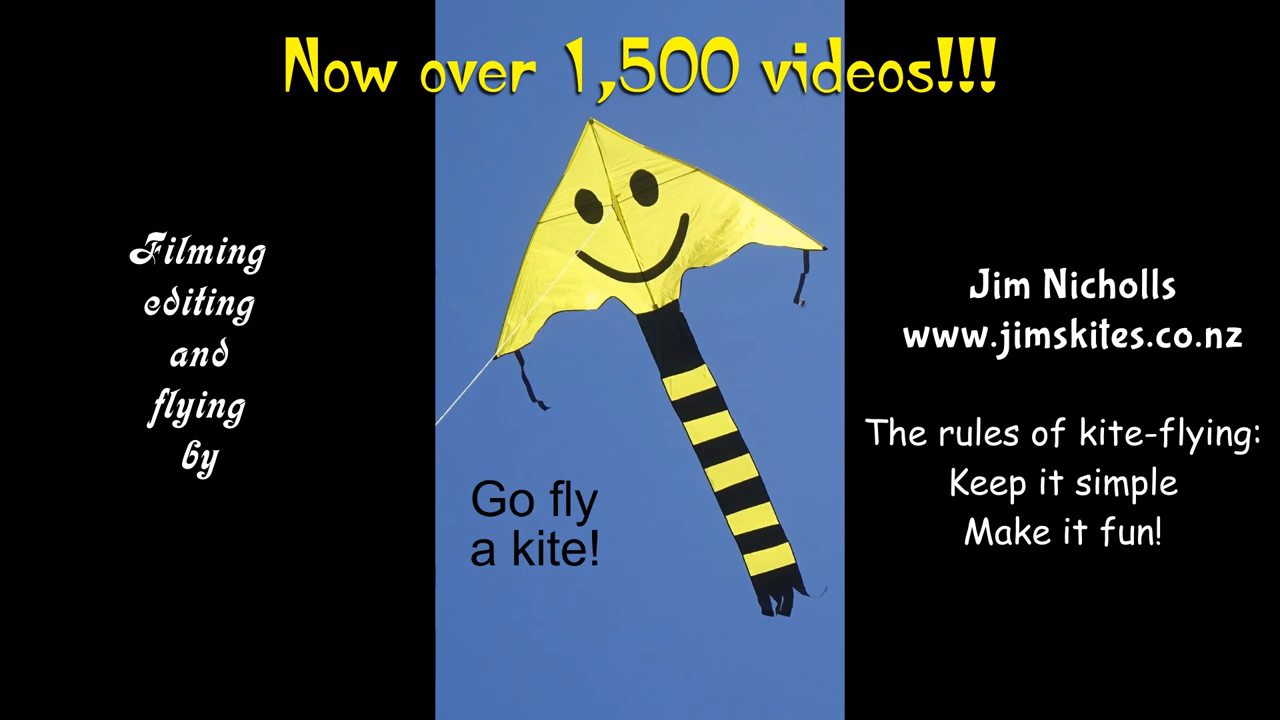 Now over 1,500 videos!!!
Filming
editing
and
flying
by
Jim Nicholls
www.jimskites.co.nz
The rules of kite-flying:
Keep it simple
Make it fun!
Go fly
a kite!